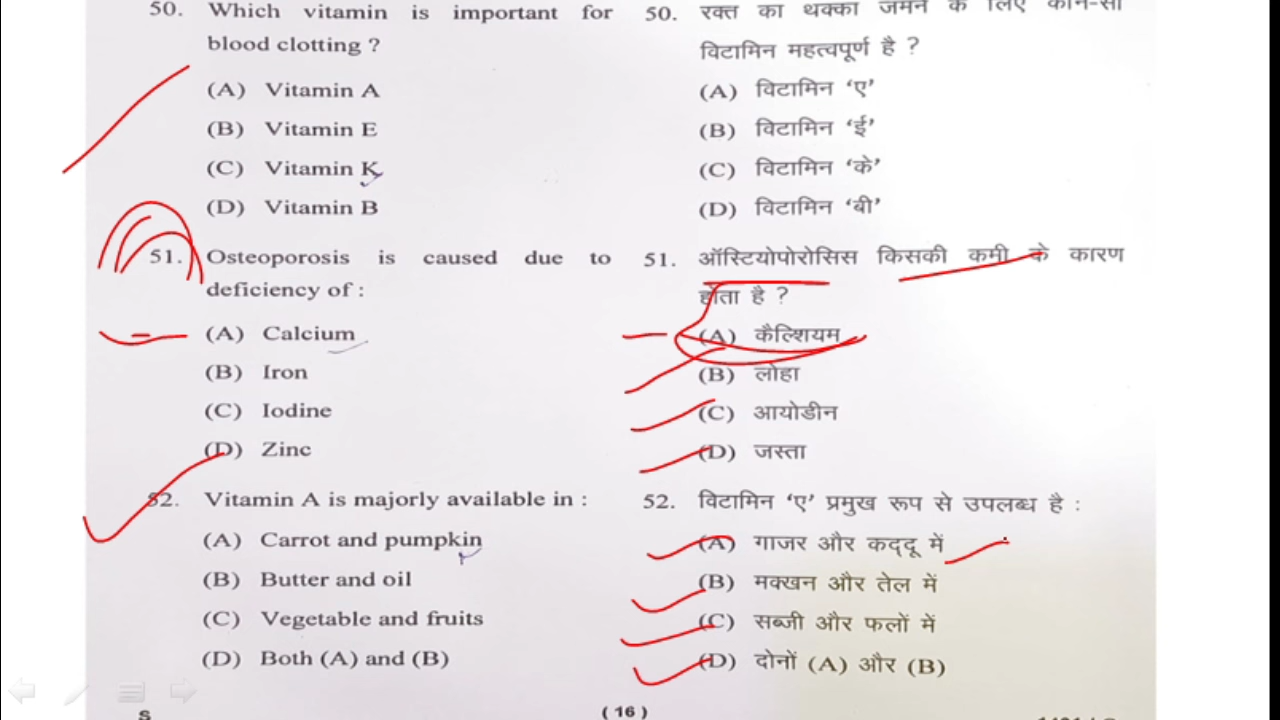 50. Which vitamin is important for
blood clotting ?
(A) Vitamin A
(B) Vitamin E
(C) Vitamin K
(D) Vitamin B
51. Osteoporosis is caused due to
deficiency of :
(A) Calcium
(B) Iron
(C) Iodine
(D) Zinc
52. Vitamin A is majorly available in :
(A) Carrot and pumpkin
(B) Butter and oil
(C) Vegetable and fruits
(D) Both (A) and (B)
50. रक्त का थक्का जमने के लिए कौन-सा
विटामिन महत्वपूर्ण है ?
(A) विटामिन ‘ए’
(B) विटामिन ‘ई’
(C) विटामिन ‘के’
(D) विटामिन ‘बी’
51. ऑस्टियोपोरोसिस किसकी कमी के कारण
होता है ?
(A) कैल्शियम
(B) लोहा
(C) आयोडीन
(D) जस्ता
52. विटामिन ‘ए’ प्रमुख रूप से उपलब्ध है :
(A) गाजर और कद्दू में
(B) मक्खन और तेल में
(C) सब्जी और फलों में
(D) दोनों (A) और (B)
S
( 16 )